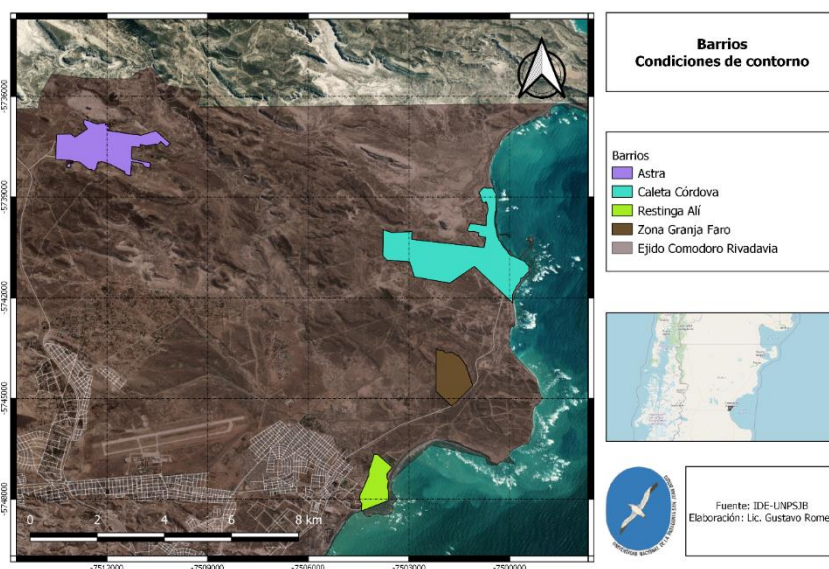 Barrios
Condiciones de contorno
Barrios
Astra
Caleta Córdova
Restinga Alí
Zona Granja Faro
Ejido Comodoro Rivadavia
-5736000
-5739000
-5742000
-5745000
-5748000
0 2 4 6 8 km
-7512000 -7509000 -7506000 -7503000 -7500000
Fuente: IDE-UNPSJB
Elaboración: Lic. Gustavo Rome